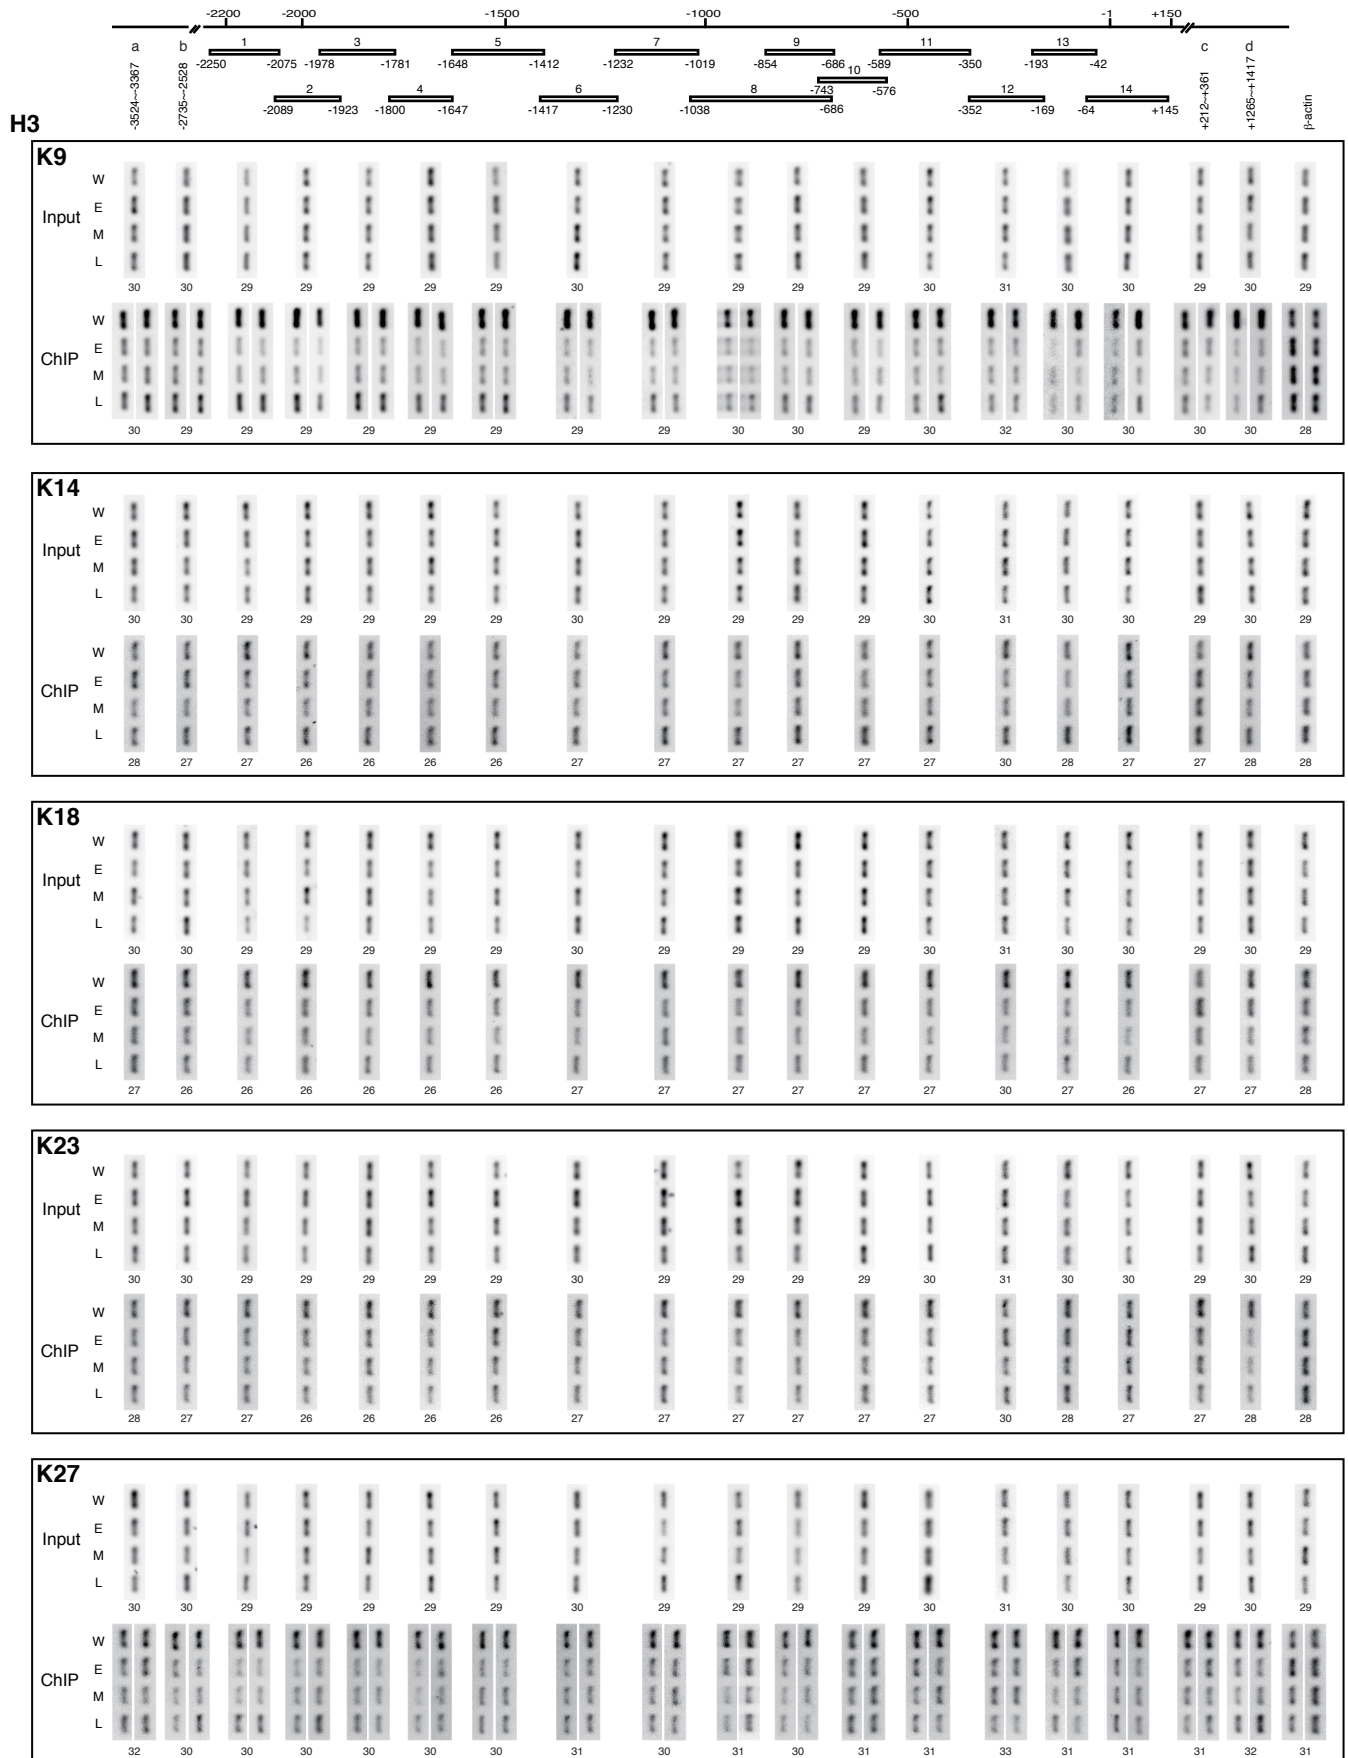 -2200 -2000 -1500 -1000 -500 -1 +150
a b 1 3 5 7 9 11 13 c d
-2250 -2075 -1978 -1781 -1648 -1412 -1232 -1019 -854 -686 -589 -350 -193 -42
2 4 6 8 10 12 14
-2089 -1923 -1800 -1647 -1417 -1230 -1038 -686 -743 -576 -352 -169 -64 +145
-3524~-3367
-2735~-2528
+212~+361
+1265~+1417
β-actin
H3
K9
W
E
Input
M
L
30 30 29 29 29 29 29 30 29 29 30 29 30 31 30 30 29 30 29
W
E
ChIP
M
L
30 29 29 29 29 29 29 29 29 30 30 29 30 32 30 30 30 30 28
K14
W
E
Input
M
L
30 30 29 29 29 29 29 30 29 29 29 29 30 31 30 30 29 30 29
W
E
ChIP
M
L
28 27 27 26 26 26 26 27 27 27 27 27 27 30 28 27 27 28 28
K18
W
E
Input
M
L
30 30 29 29 29 29 29 30 29 29 29 29 30 31 30 30 29 30 29
W
E
ChIP
M
L
27 26 26 26 26 26 26 27 27 27 27 27 27 30 27 26 27 27 28
K23
W
E
Input
M
L
30 30 29 29 29 29 29 30 29 29 29 29 30 31 30 30 29 30 29
W
E
ChIP
M
L
28 27 27 26 26 26 26 27 27 27 27 27 27 30 28 27 27 28 28
K27
W
E
Input
M
L
30 30 30 29 29 29 30 30 30 29 30 29 30 31 30 30 29 30 29
W
E
ChIP
M
L
32 30 30 30 30 30 30 31 30 31 30 31 31 33 31 31 31 32 31